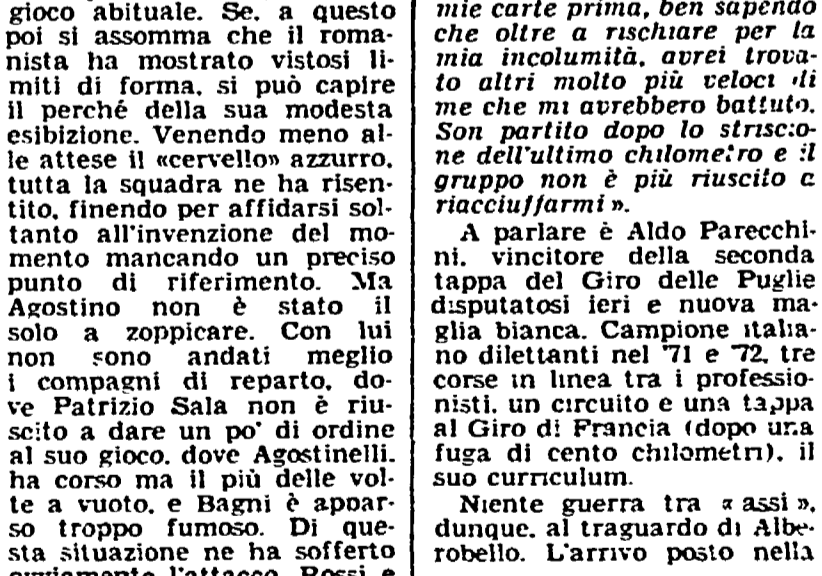 gioco abituale. Se, a questo
poi si assomma che il roma-
nista ha mostrato vistosi li-
miti di forma, si può capire
il perché della sua modesta
esibizione. Venendo meno al-
le attese il «cervello» azzurro,
tutta la squadra ne ha risen-
tito, finendo per affidarsi sol-
tanto all'invenzione del mo-
mento mancando un preciso
punto di riferimento. Ma
Agostino non è stato il
solo a zoppicare. Con lui
non sono andati meglio
i compagni di reparto, do-
ve Patrizio Sala non è riu-
scito a dare un po' di ordine
al suo gioco, dove Agostinelli,
ha corso ma il più delle vol-
te a vuoto, e Bagni è appar-
so troppo fumoso. Di que-
sta situazione ne ha sofferto
ovviamente l'attacco. Rossi e
mie carte prima, ben sapendo
che oltre a rischiare per la
mia incolumità, avrei trova-
to altri molto più veloci di
me che mi avrebbero battuto.
Son partito dopo lo striscio-
ne dell'ultimo chilometro e il
gruppo non è più riuscito a
riacciuffarmi».
A parlare è Aldo Parecchi-
ni, vincitore della seconda
tappa del Giro delle Puglie
disputatosi ieri e nuova ma-
glia bianca. Campione italia-
no dilettanti nel '71 e '72, tre
corse in linea tra i professio-
nisti, un circuito e una tappa
al Giro di Francia (dopo una
fuga di cento chilometri), il
suo curriculum.
Niente guerra tra «assi»,
dunque, al traguardo di Albe-
robello. L'arrivo posto nella